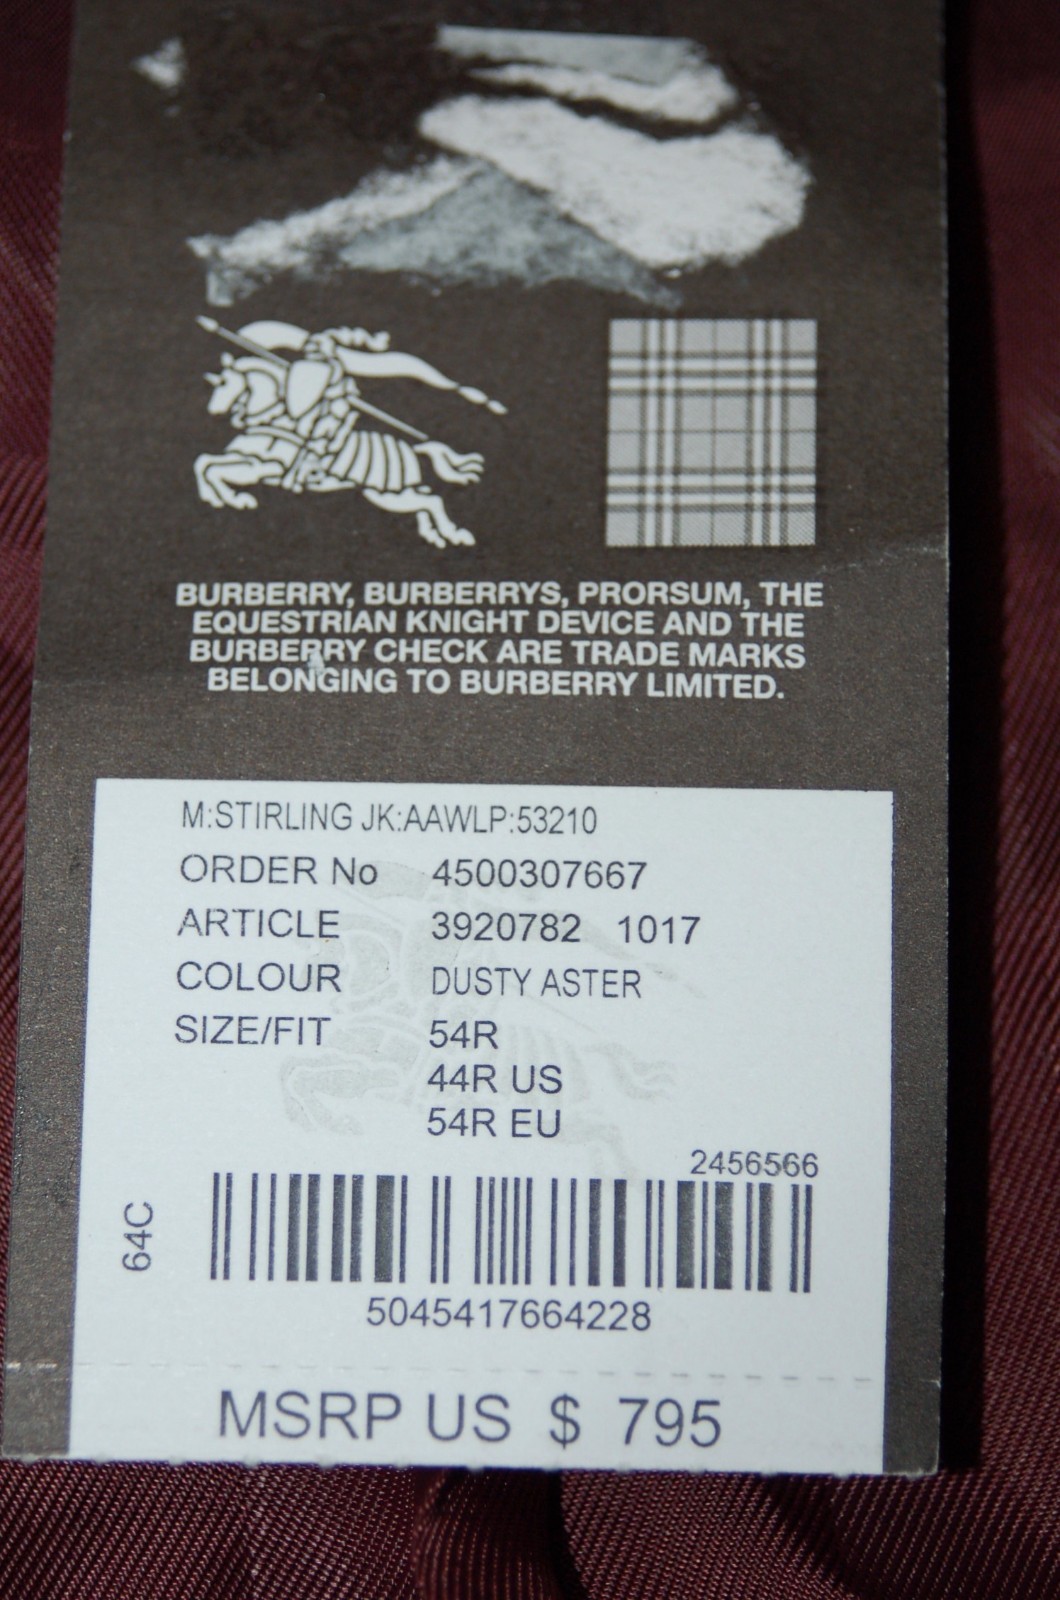 BURBERRY, BURBERRYS, PRORSUM, THE
EQUESTRIAN KNIGHT DEVICE AND THE
BURBERRY CHECK ARE TRADE MARKS
BELONGING TO BURBERRY LIMITED.
M:STIRLING JK:AAWLP:53210
ORDER No 4500307667
ARTICLE 3920782 1017
COLOUR DUSTY ASTER
SIZE/FIT 54R
44R US
54R EU
2456566
64C
5045417664228
MSRP US $ 795